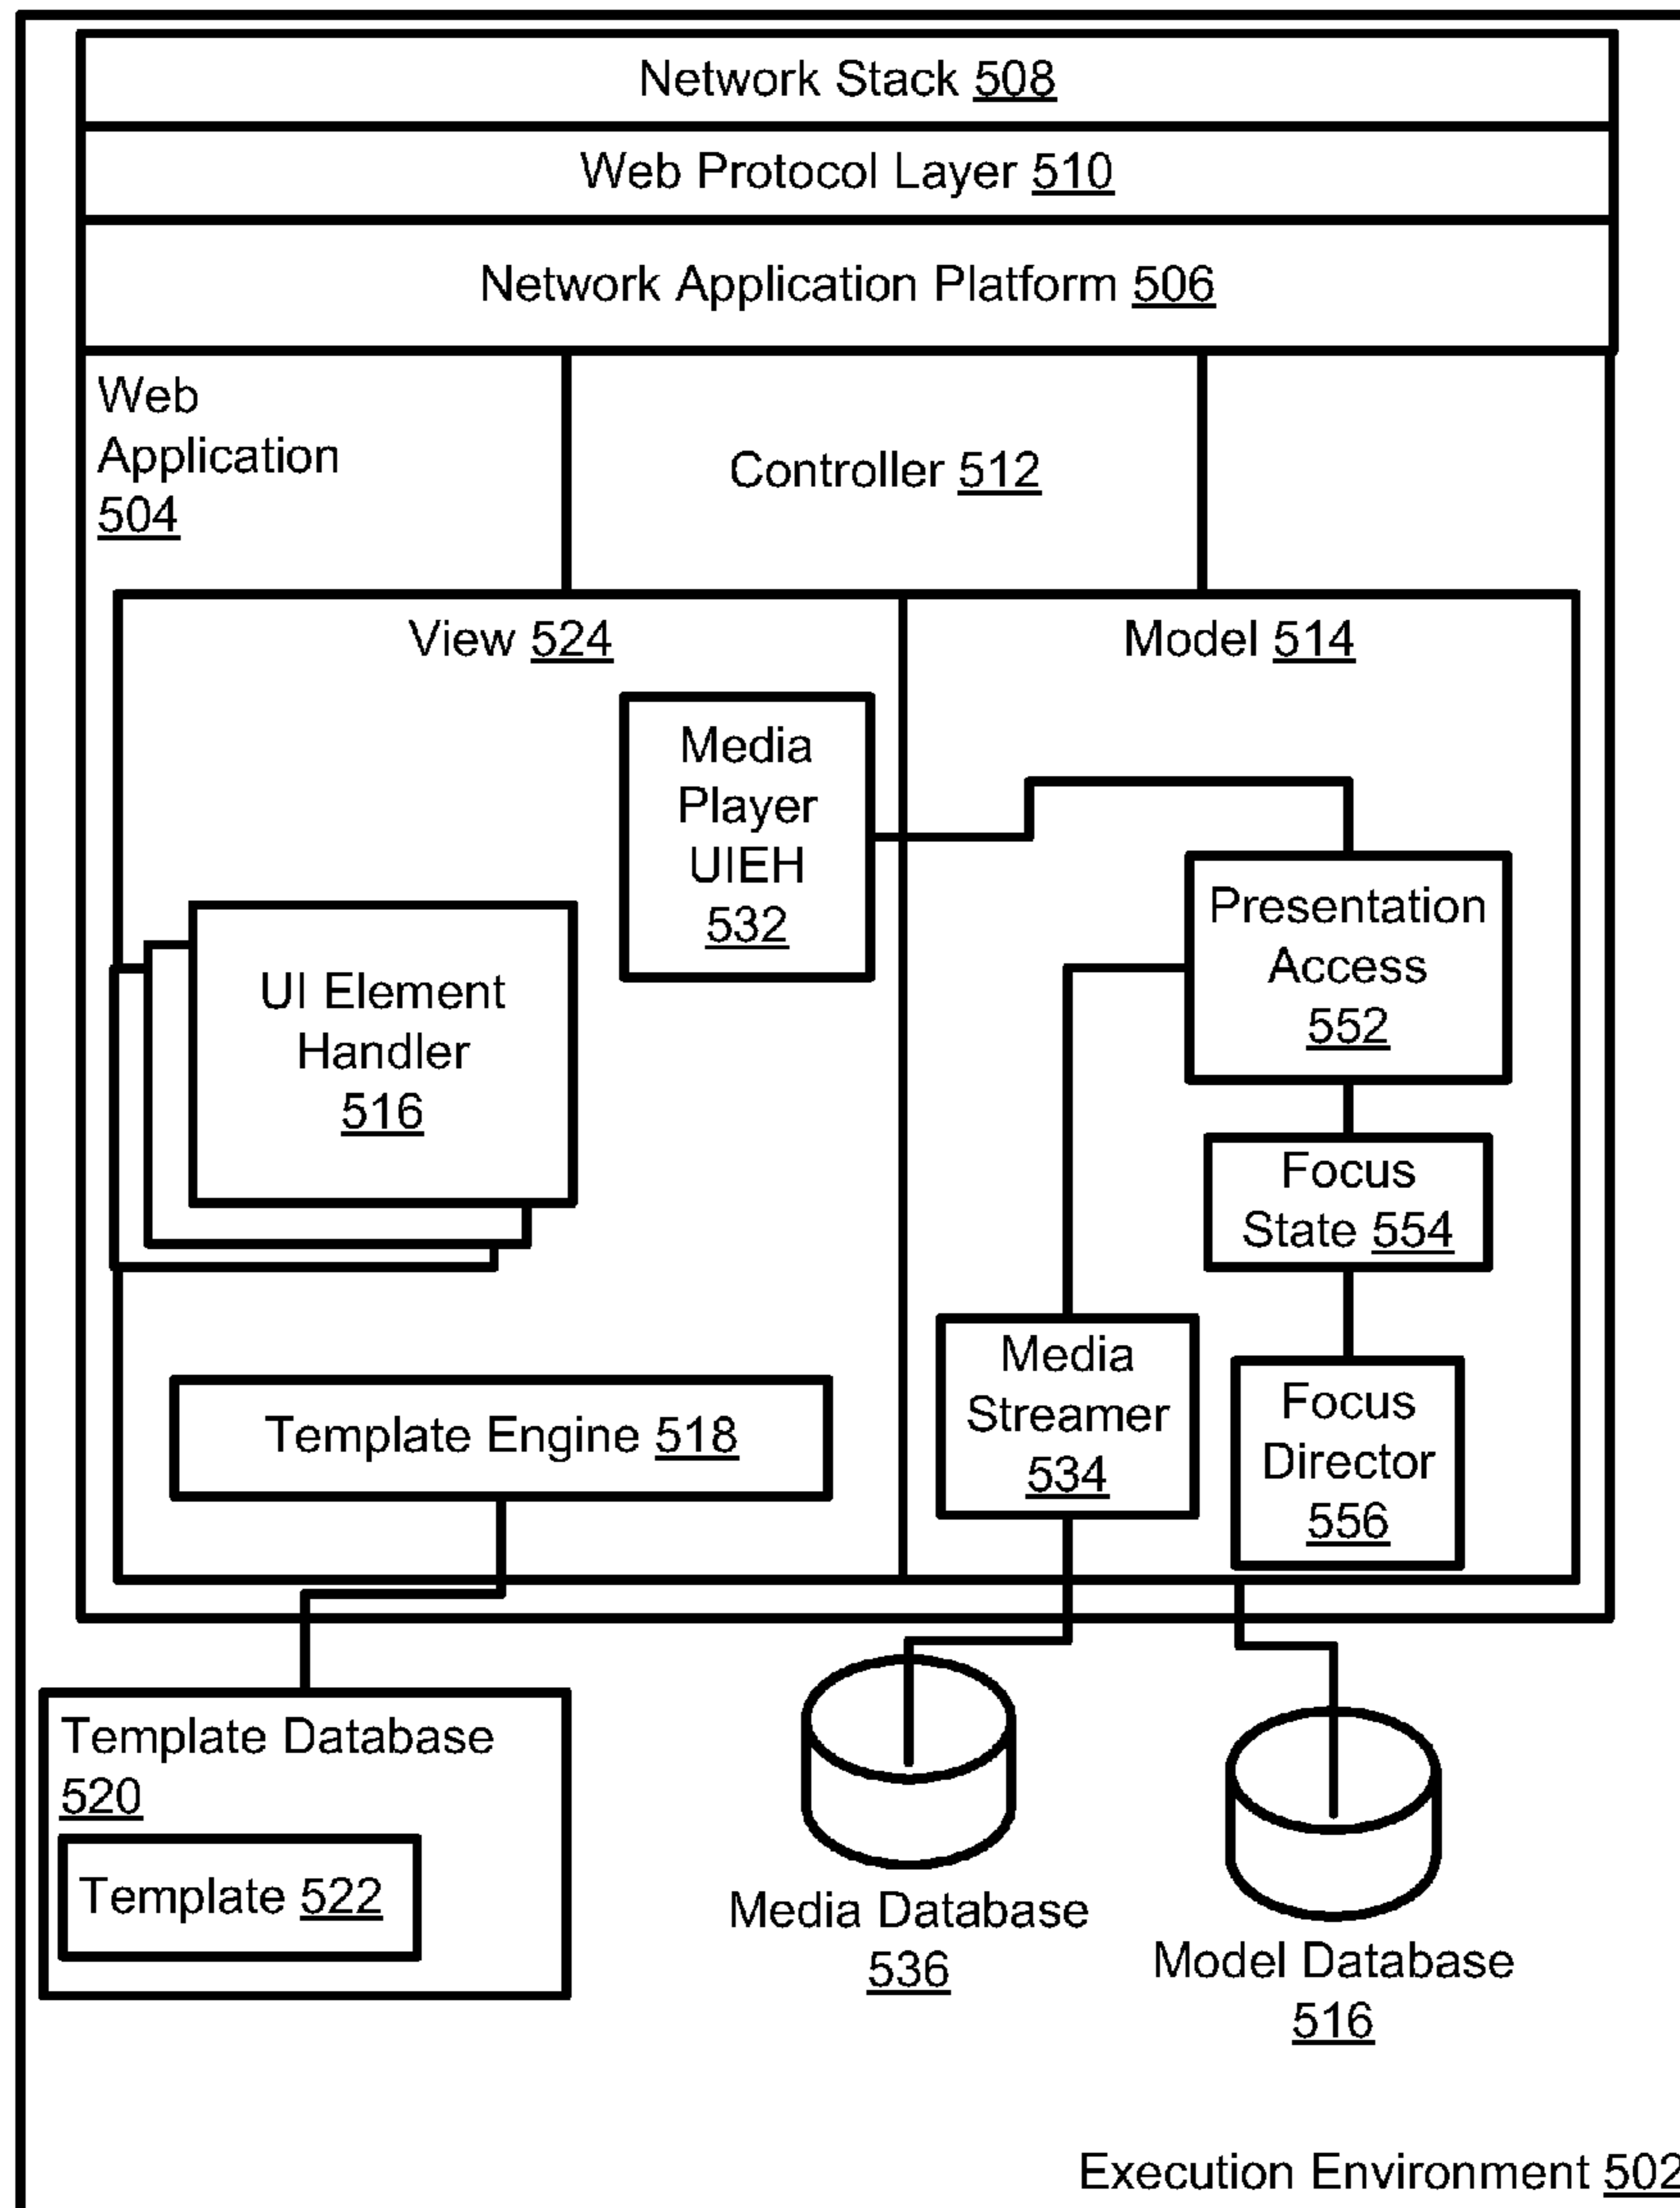 Network Stack 508
Web Protocol Layer 510
Network Application Platform 506
Web
Application
504
Controller 512
View 524
Model 514
Media
Player
UIEH
532
Presentation
Access
552
UI Element
Handler
516
Focus
State 554
Media
Streamer
534
Focus
Director
556
Template Engine 518
Template Database
520
Template 522
Media Database
536
Model Database
516
Execution Environment 502